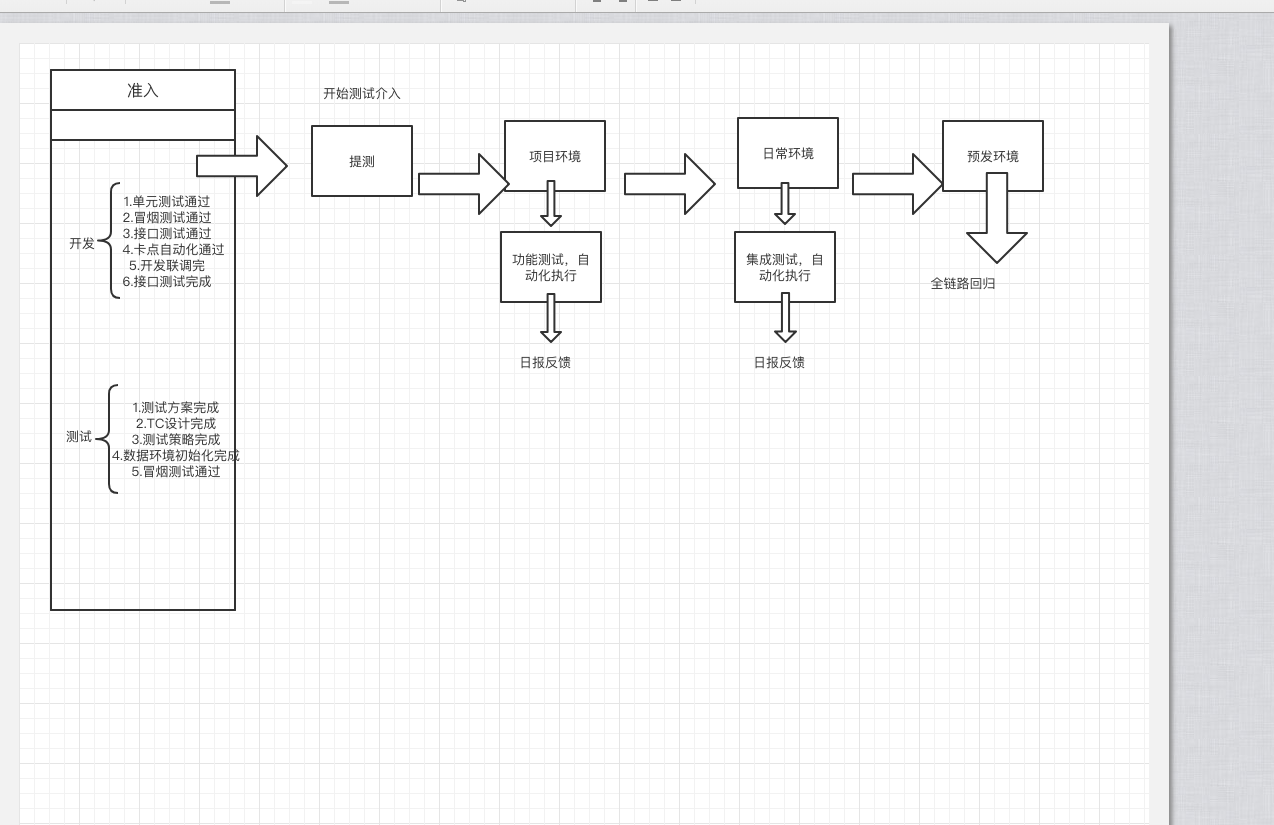 准入
开始测试介入
提测
项目环境
日常环境
预发环境
开发
1.单元测试通过
2.冒烟测试通过
3.接口测试通过
4.卡点自动化通过
5.开发联调完
6.接口测试完成
功能测试，自
动化执行
集成测试，自
动化执行
全链路回归
日报反馈
日报反馈
测试
1.测试方案完成
2.TC设计完成
3.测试策略完成
4.数据环境初始化完成
5.冒烟测试通过